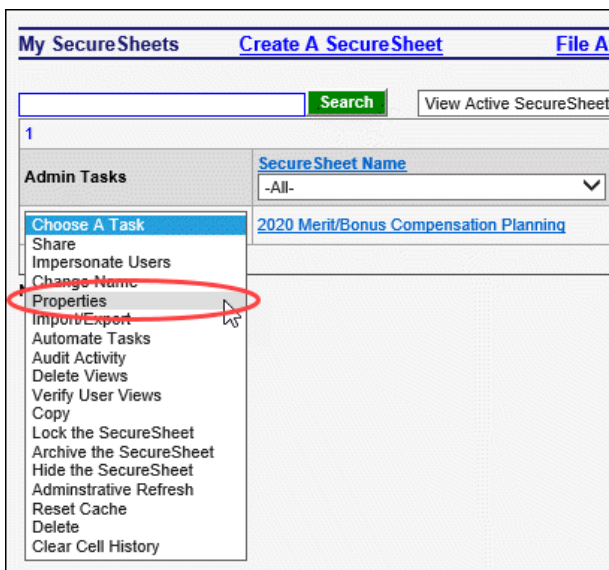 My SecureSheets Create A SecureSheet File A
Search View Active SecureSheet
1
Admin Tasks
SecureSheet Name
-All-
2020 Merit/Bonus Compensation Planning
Choose A Task
Share
Impersonate Users
Change Name
Properties
Import/Export
Automate Tasks
Audit Activity
Delete Views
Verify User Views
Copy
Lock the SecureSheet
Archive the SecureSheet
Hide the SecureSheet
Adminstrative Refresh
Reset Cache
Delete
Clear Cell History